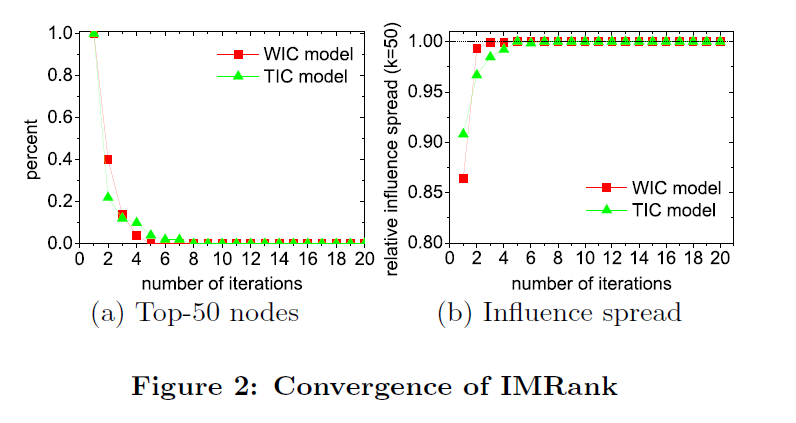 1.0
0.8
0.6
0.4
0.2
0.0
percent
WIC model
TIC model
0 2 4 6 8 10 12 14 16 18 20
number of iterations
(a) Top-50 nodes
1.00
0.95
0.90
0.85
0.80
relative influence spread (k=50)
WIC model
TIC model
0 2 4 6 8 10 12 14 16 18 20
number of iterations
(b) Influence spread
Figure 2: Convergence of IMRank